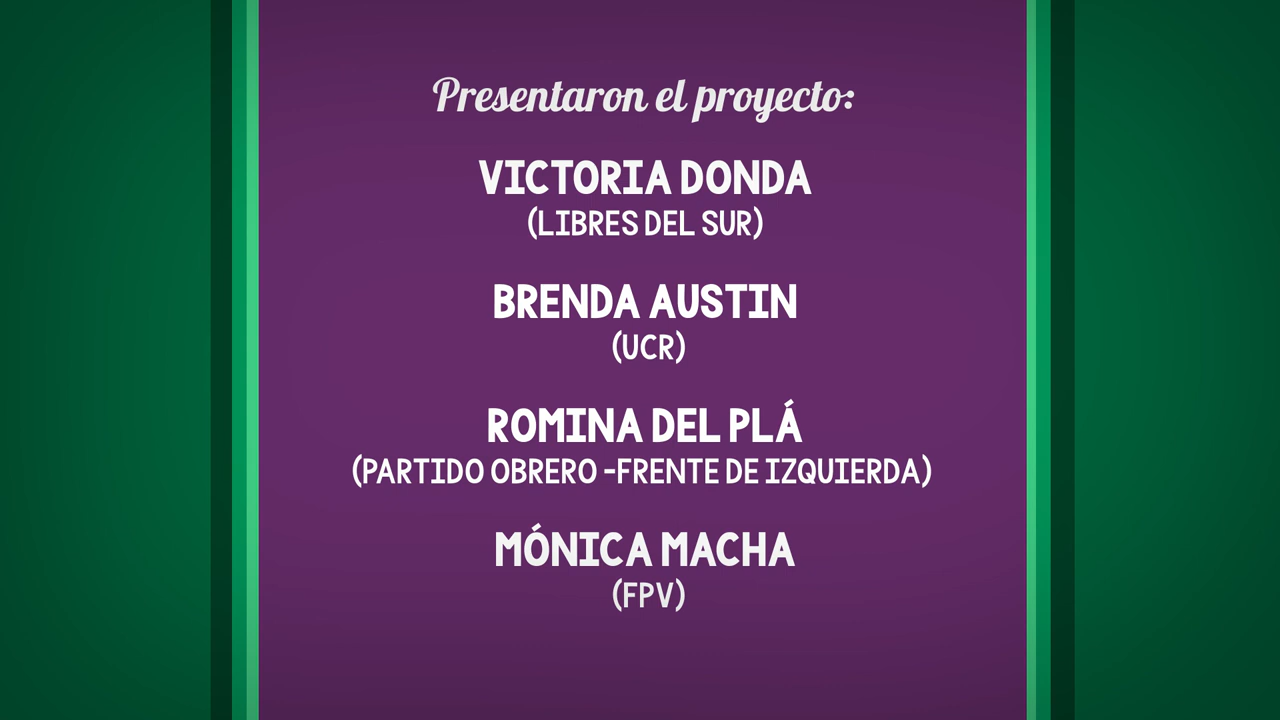 Presentaron el proyecto:
VICTORIA DONDA
(LIBRES DEL SUR)
BRENDA AUSTIN
(UCR)
ROMINA DEL PLÁ
(PARTIDO OBRERO -FRENTE DE IZQUIERDA)
MÓNICA MACHA
(FPV)